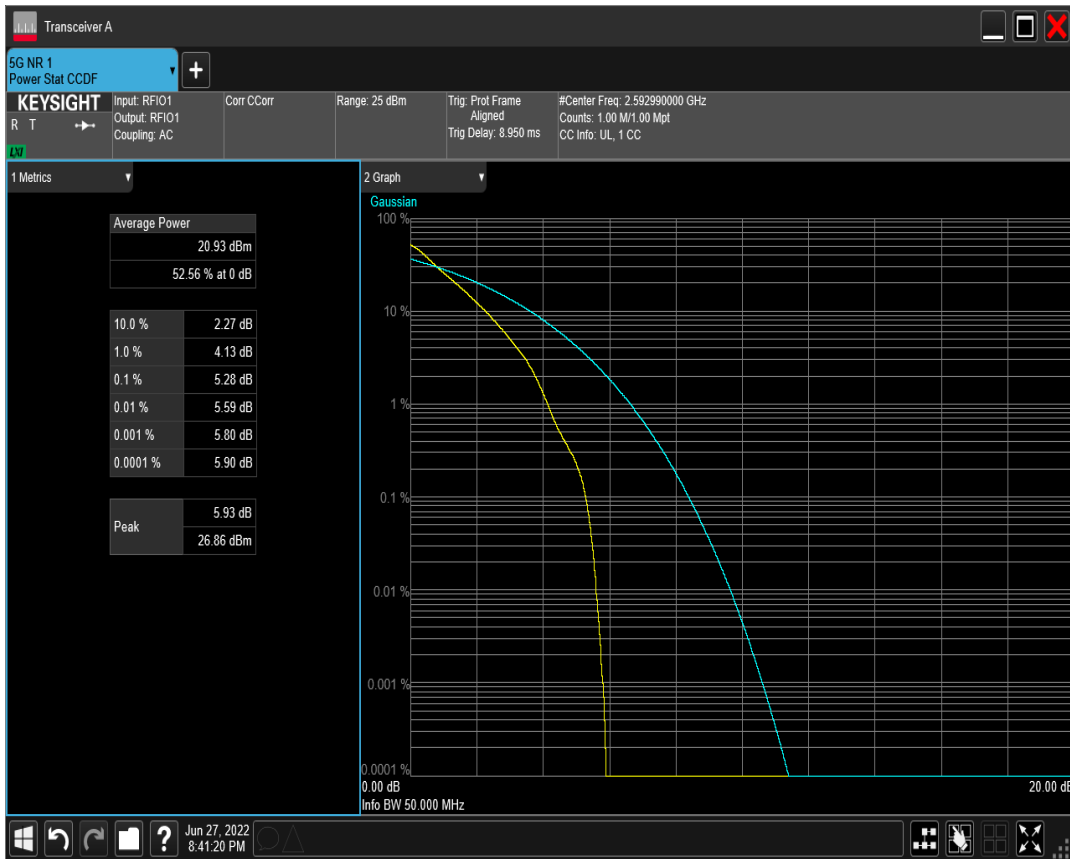 Transceiver A
5G NR 1
Power Stat CCDF
KEYSIGHT
R T
LXI
Input: RFIO1
Output: RFIO1
Coupling: AC
Corr CCorr
Range: 25 dBm
Trig: Prot Frame
Aligned
Trig Delay: 8.950 ms
#Center Freq: 2.592990000 GHz
Counts: 1.00 M/1.00 Mpt
CC Info: UL, 1 CC
1 Metrics
Average Power
20.93 dBm
52.56 % at 0 dB
10.0 % 2.27 dB
1.0 % 4.13 dB
0.1 % 5.28 dB
0.01 % 5.59 dB
0.001 % 5.80 dB
0.0001 % 5.90 dB
Peak 5.93 dB
26.86 dBm
2 Graph
Gaussian
100 %
10 %
1 %
0.1 %
0.01 %
0.001 %
0.0001 %
0.00 dB 20.00 dB
Info BW 50.000 MHz
?
Jun 27, 2022
8:41:20 PM